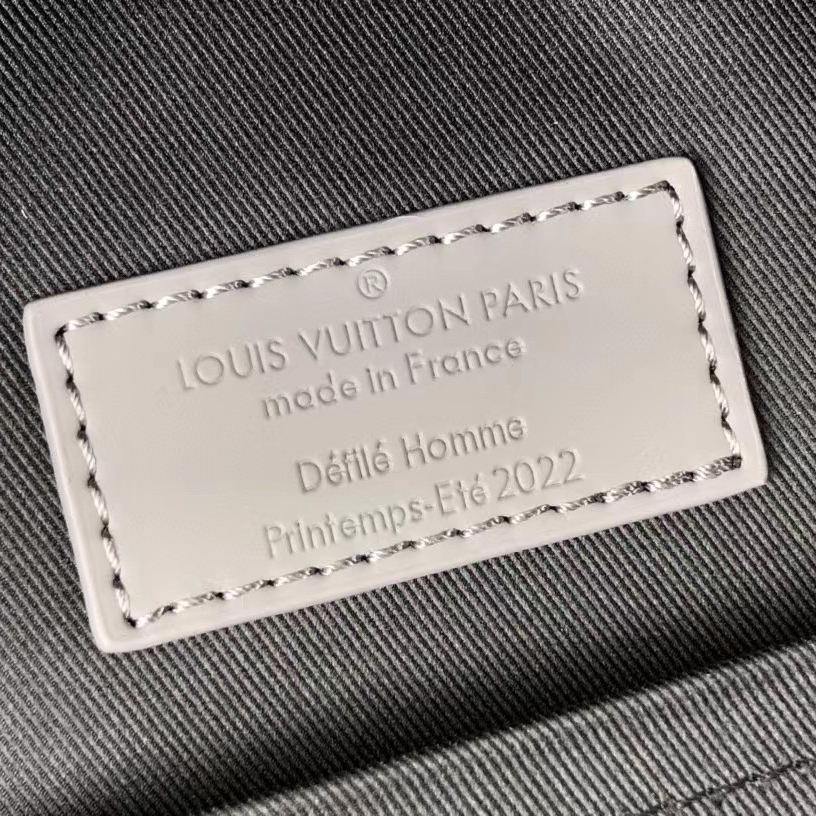 ®
LOUIS VUITTON PARIS
made in France
Défilé Homme
Printemps-Eté 2022